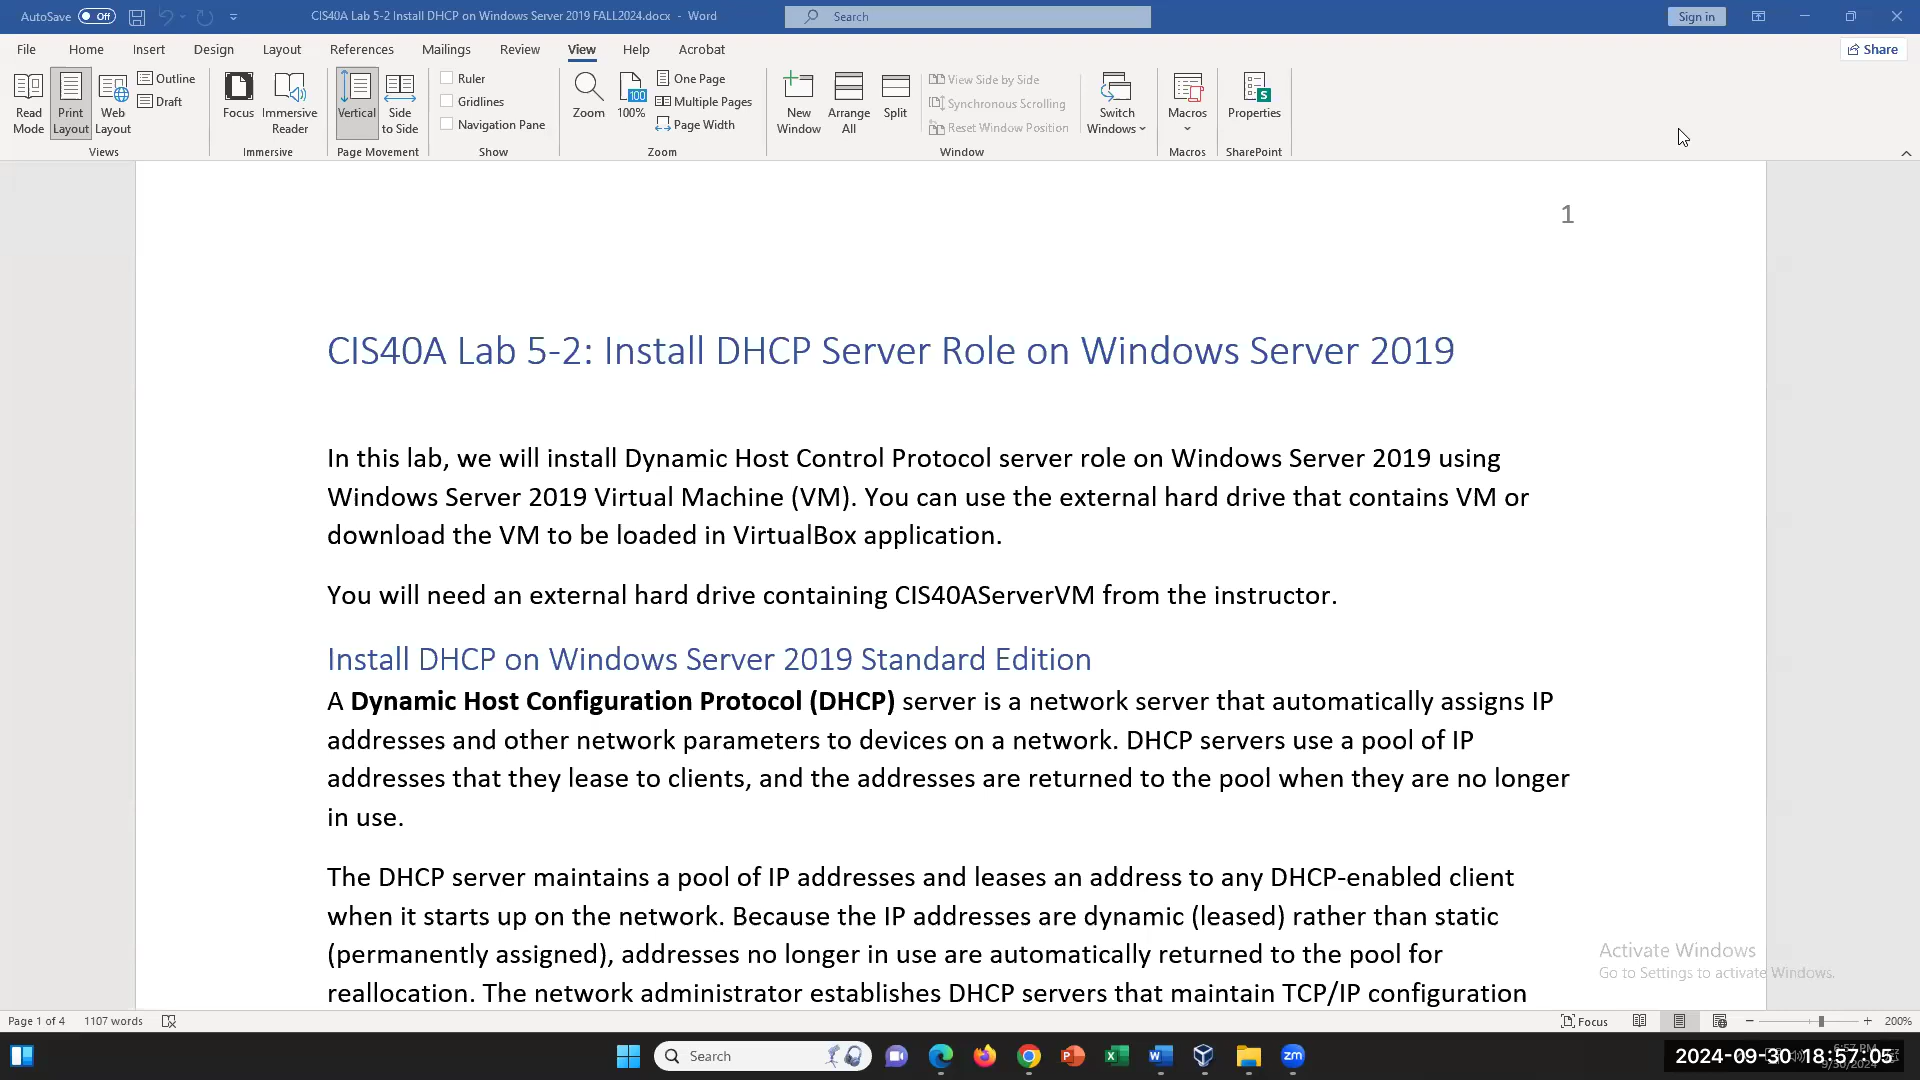 AutoSave Off
CIS40A Lab 5-2 Install DHCP on Windows Server 2019 FALL2024.docx - Word
Search
Sign in
File Home Insert Design Layout References Mailings Review View Help Acrobat
Share
Read Mode
Print Layout
Web Layout
Outline
Draft
Views
Focus
Immersive Reader
Immersive
Vertical
Side to Side
Page Movement
Ruler
Gridlines
Navigation Pane
Show
Zoom
100
100%
One Page
Multiple Pages
Page Width
Zoom
New Window
Arrange All
Split
View Side by Side
Synchronous Scrolling
Reset Window Position
Switch Windows
Window
Macros
Macros
Properties
SharePoint
1
CIS40A Lab 5-2: Install DHCP Server Role on Windows Server 2019
In this lab, we will install Dynamic Host Control Protocol server role on Windows Server 2019 using
Windows Server 2019 Virtual Machine (VM). You can use the external hard drive that contains VM or
download the VM to be loaded in VirtualBox application.
You will need an external hard drive containing CIS40AServerVM from the instructor.
Install DHCP on Windows Server 2019 Standard Edition
A Dynamic Host Configuration Protocol (DHCP) server is a network server that automatically assigns IP
addresses and other network parameters to devices on a network. DHCP servers use a pool of IP
addresses that they lease to clients, and the addresses are returned to the pool when they are no longer
in use.
The DHCP server maintains a pool of IP addresses and leases an address to any DHCP-enabled client
when it starts up on the network. Because the IP addresses are dynamic (leased) rather than static
(permanently assigned), addresses no longer in use are automatically returned to the pool for
reallocation. The network administrator establishes DHCP servers that maintain TCP/IP configuration
Activate Windows
Go to Settings to activate Windows.
Page 1 of 4 1107 words
Focus
200%
Search
zm
2024-09-30 18:57:05